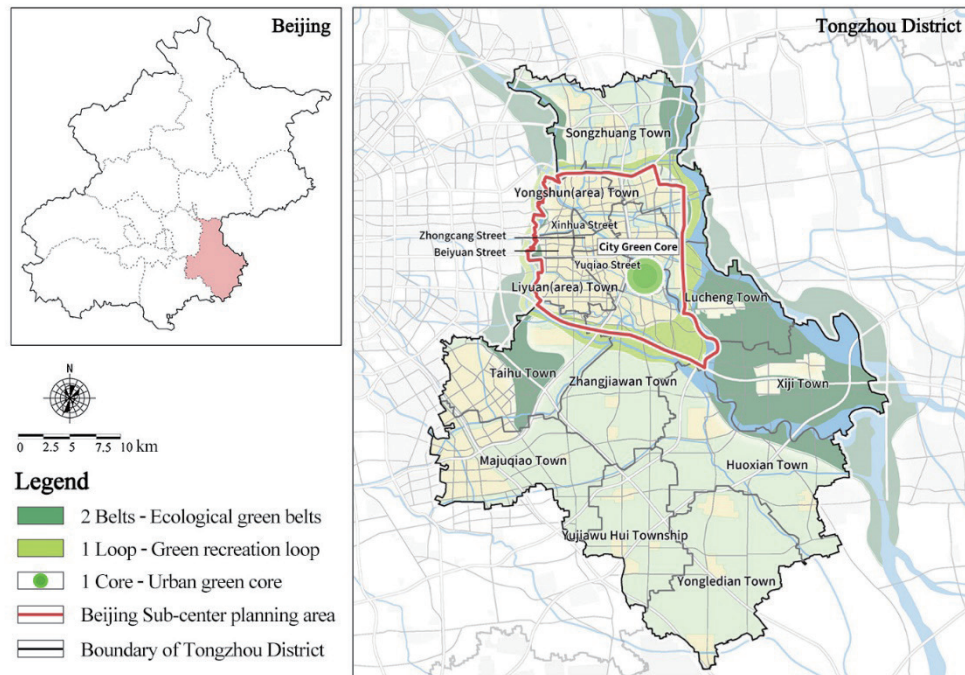 Beijing
Tongzhou District
Songzhuang Town
Yongshun(area) Town
Xinhua Street
Zhongcang Street
City Green Core
Beiyuan Street
Yuqiao Street
Liyuan(area) Town
Lucheng Town
Taihu Town
Zhangjiawan Town
Xiji Town
Majuqiao Town
Huoxian Town
Yujiawu Hui Township
Yongledian Town
N
0 2.5 5 7.5 10 km
Legend
2 Belts - Ecological green belts
1 Loop - Green recreation loop
1 Core - Urban green core
Beijing Sub-center planning area
Boundary of Tongzhou District